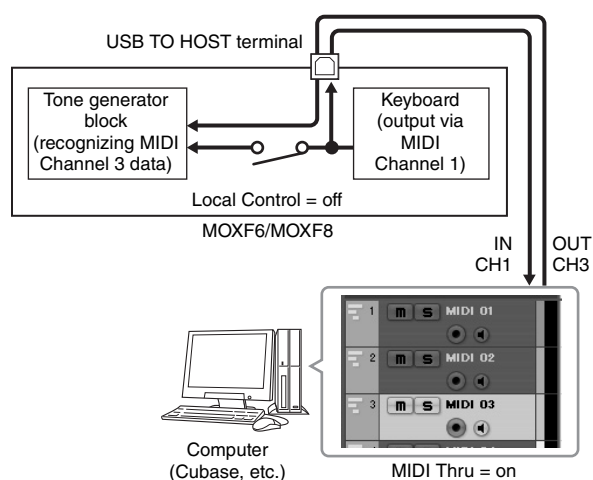 USB TO HOST terminal
Tone generator
block
(recognizing MIDI
Channel 3 data)
Keyboard
(output via
MIDI
Channel 1)
Local Control = off
MOXF6/MOXF8
IN
CH1
OUT
CH3
1 m S MIDI 01
2 m S MIDI 02
3 m S MIDI 03
Computer
(Cubase, etc.)
MIDI Thru = on